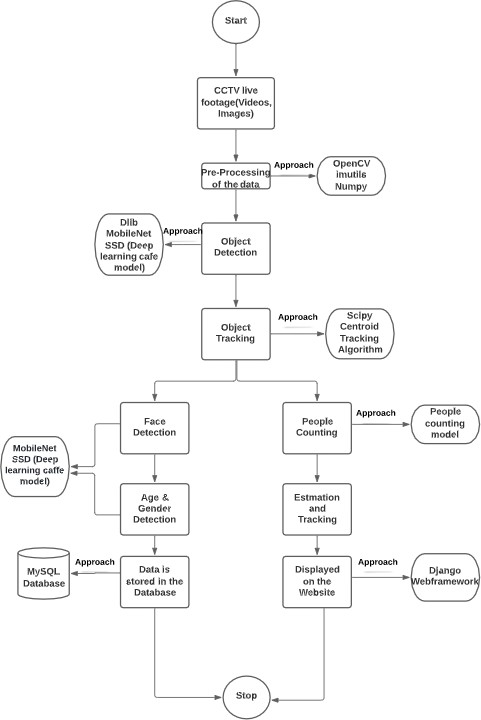 Start
CCTV live
footage(Videos,
Images)
Pre-Processing
of the data
Approach
OpenCV
imutils
Numpy
Dlib
MobileNet
SSD (Deep
learning cafe
model)
Approach
Object
Detection
Object
Tracking
Approach
Scipy
Centroid
Tracking
Algorithm
Face
Detection
People
Counting
Approach
People
counting
model
MobileNet
SSD (Deep
learning caffe
model)
Age &
Gender
Detection
Estmation
and
Tracking
MySQL
Database
Approach
Data is
stored in the
Database
Displayed
on the
Website
Approach
Django
Webframework
Stop